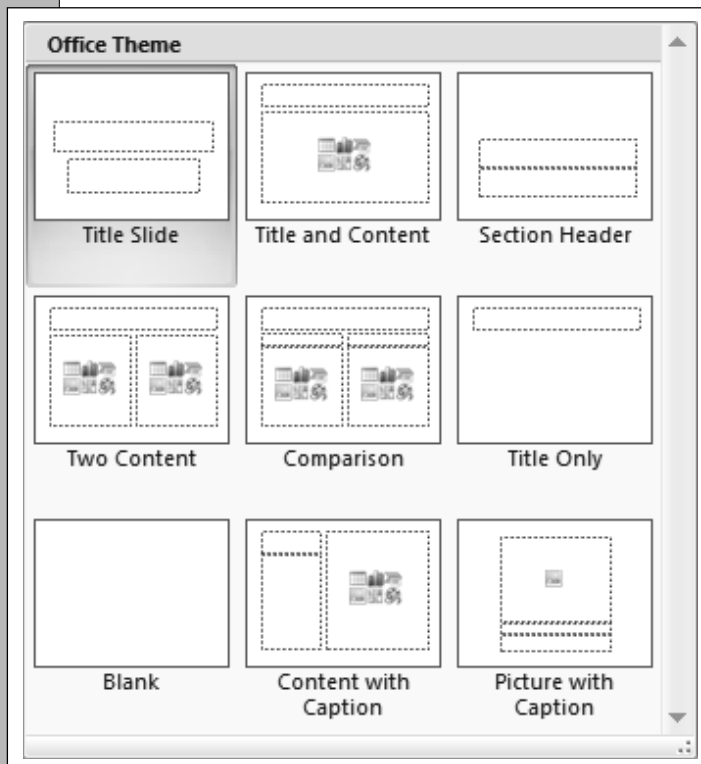 Office Theme
Title Slide
Title and Content
Section Header
Two Content
Comparison
Title Only
Blank
Content with
Caption
Picture with
Caption